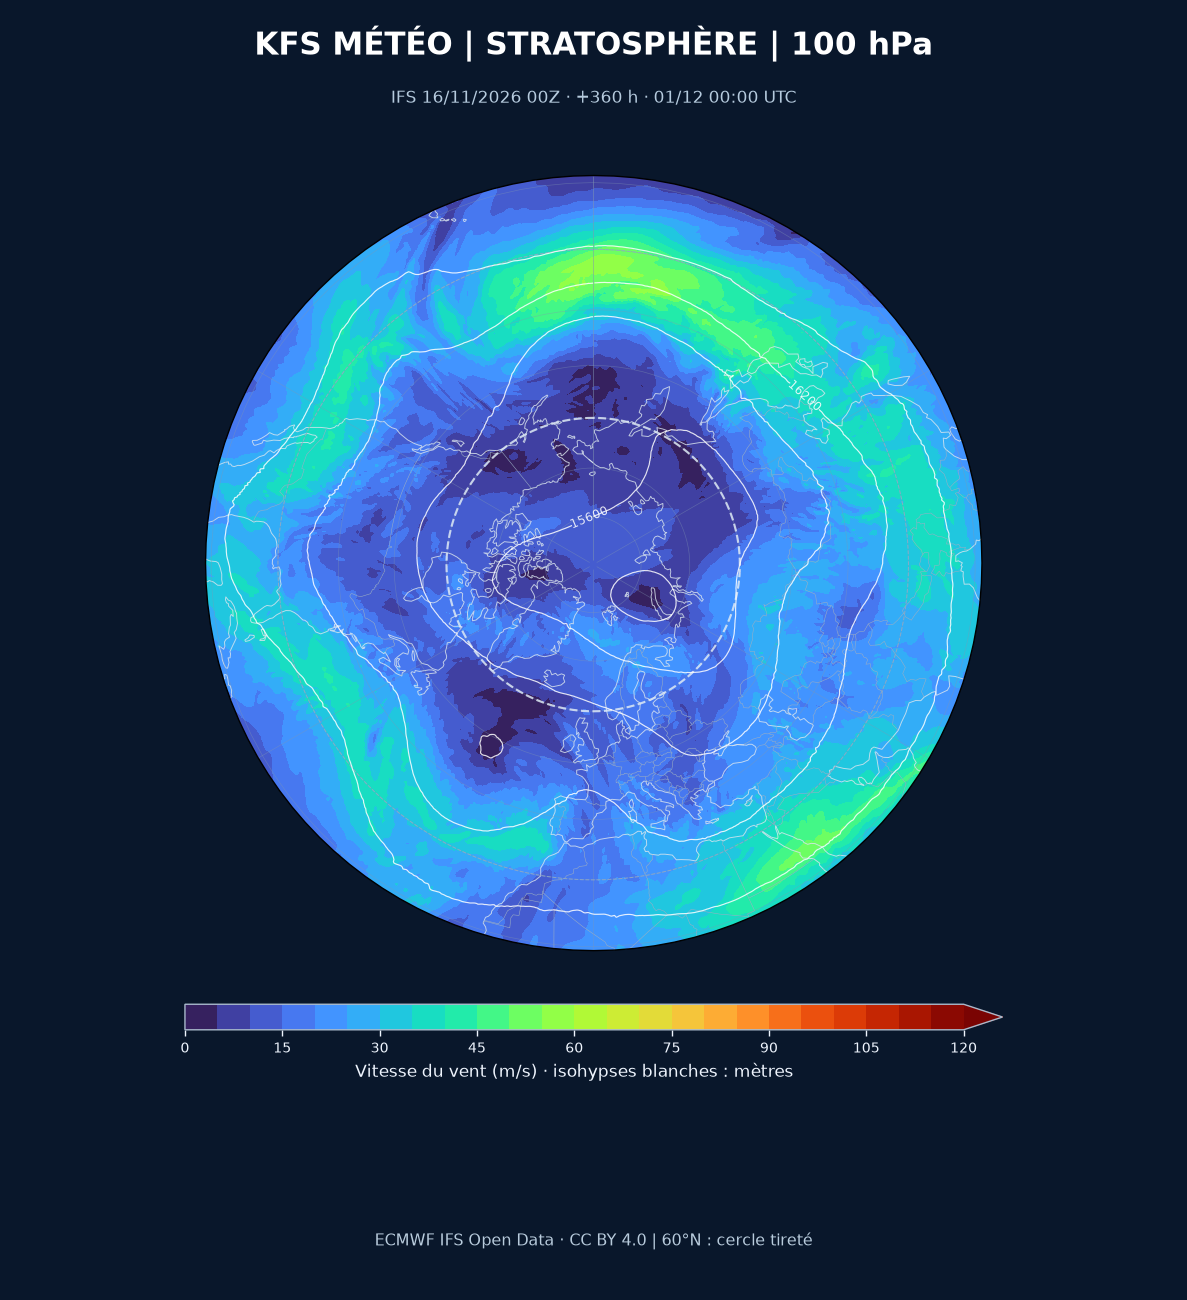 KFS MÉTÉO | STRATOSPHÈRE | 100 hPa
IFS 16/11/2026 00Z · +360 h · 01/12 00:00 UTC
16200
15600
0 15 30 45 60 75 90 105 120
Vitesse du vent (m/s) · isohypses blanches : mètres
ECMWF IFS Open Data · CC BY 4.0 | 60°N : cercle tireté